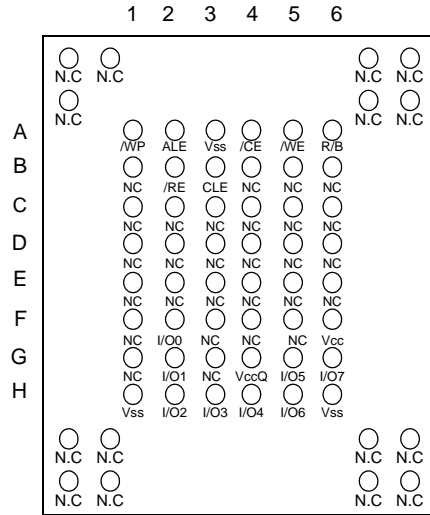 1 2 3 4 5 6
N.C N.C N.C N.C
N.C N.C N.C
A
/WP ALE Vss /CE /WE R/B
B
NC /RE CLE NC NC NC
C
NC NC NC NC NC NC
D
NC NC NC NC NC NC
E
NC NC NC NC NC NC
F
NC I/O0 NC NC NC Vcc
G
NC I/O1 NC VccQ I/O5 I/O7
H
Vss I/O2 I/O3 I/O4 I/O6 Vss
N.C N.C N.C N.C
N.C N.C N.C N.C